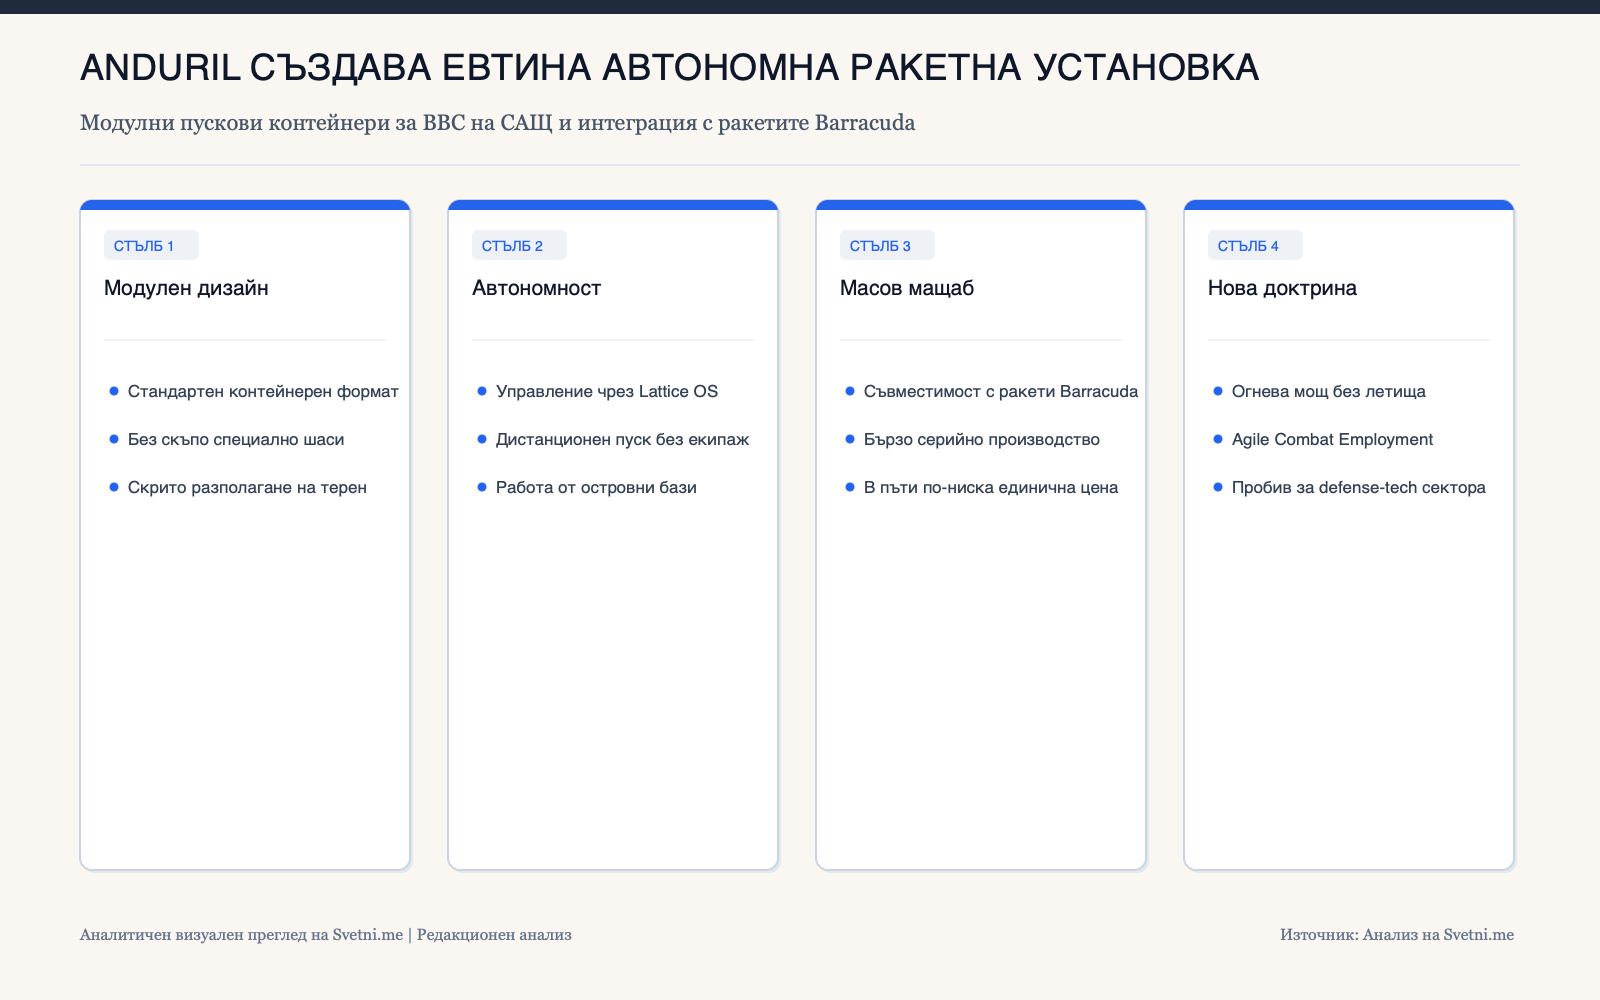 ANDURIL СЪЗДАВА ЕВТИНА АВТОНОМНА РАКЕТНА УСТАНОВКА
Модулни пускови контейнери за ВВС на САЩ и интеграция с ракетите Barracuda
СТЪЛБ 1
Модулен дизайн
Стандартен контейнерен формат
Без скъпо специално шаси
Скрито разполагане на терен
СТЪЛБ 2
Автономност
Управление чрез Lattice OS
Дистанционен пуск без екипаж
Работа от островни бази
СТЪЛБ 3
Масов мащаб
Съвместимост с ракети Barracuda
Бързо серийно производство
В пъти по-ниска единична цена
СТЪЛБ 4
Нова доктрина
Огнева мощ без летища
Agile Combat Employment
Пробив за defense-tech сектора
Аналитичен визуален преглед на Svetni.me | Редакционен анализ
Източник: Анализ на Svetni.me